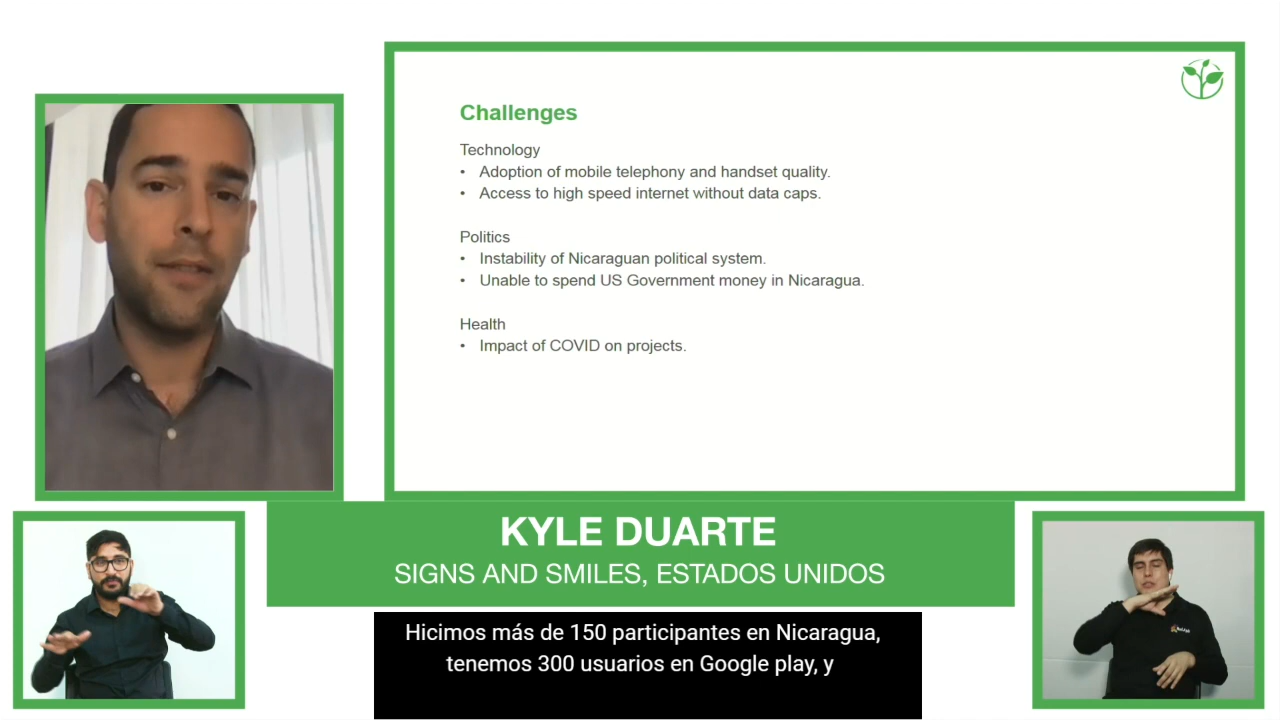 Challenges
Technology
• Adoption of mobile telephony and handset quality.
• Access to high speed internet without data caps.
Politics
• Instability of Nicaraguan political system.
• Unable to spend US Government money in Nicaragua.
Health
• Impact of COVID on projects.
KYLE DUARTE
SIGNS AND SMILES, ESTADOS UNIDOS
Hicimos más de 150 participantes en Nicaragua,
tenemos 300 usuarios en Google play, y